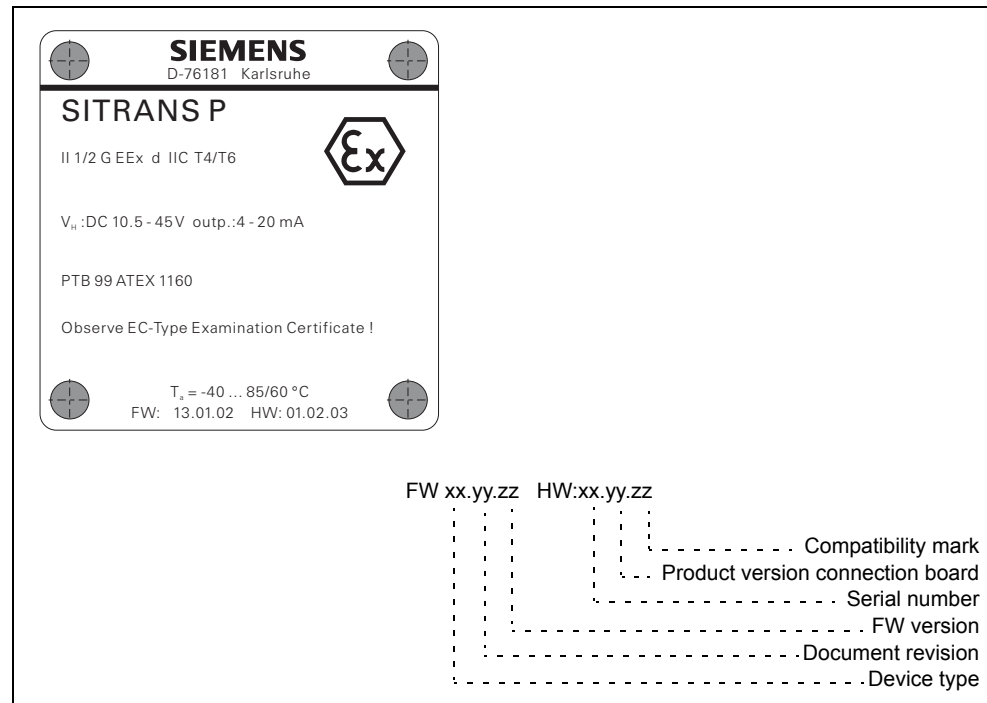 SIEMENS
D-76181 Karlsruhe
SITRANS P
II 1/2 G EEx d IIC T4/T6
Ex
V_H :DC 10.5 - 45 V outp.:4 - 20 mA
PTB 99 ATEX 1160
Observe EC-Type Examination Certificate !
T_a = -40 … 85/60 °C
FW: 13.01.02 HW: 01.02.03
FW xx.yy.zz HW:xx.yy.zz
Compatibility mark
Product version connection board
Serial number
FW version
Document revision
Device type